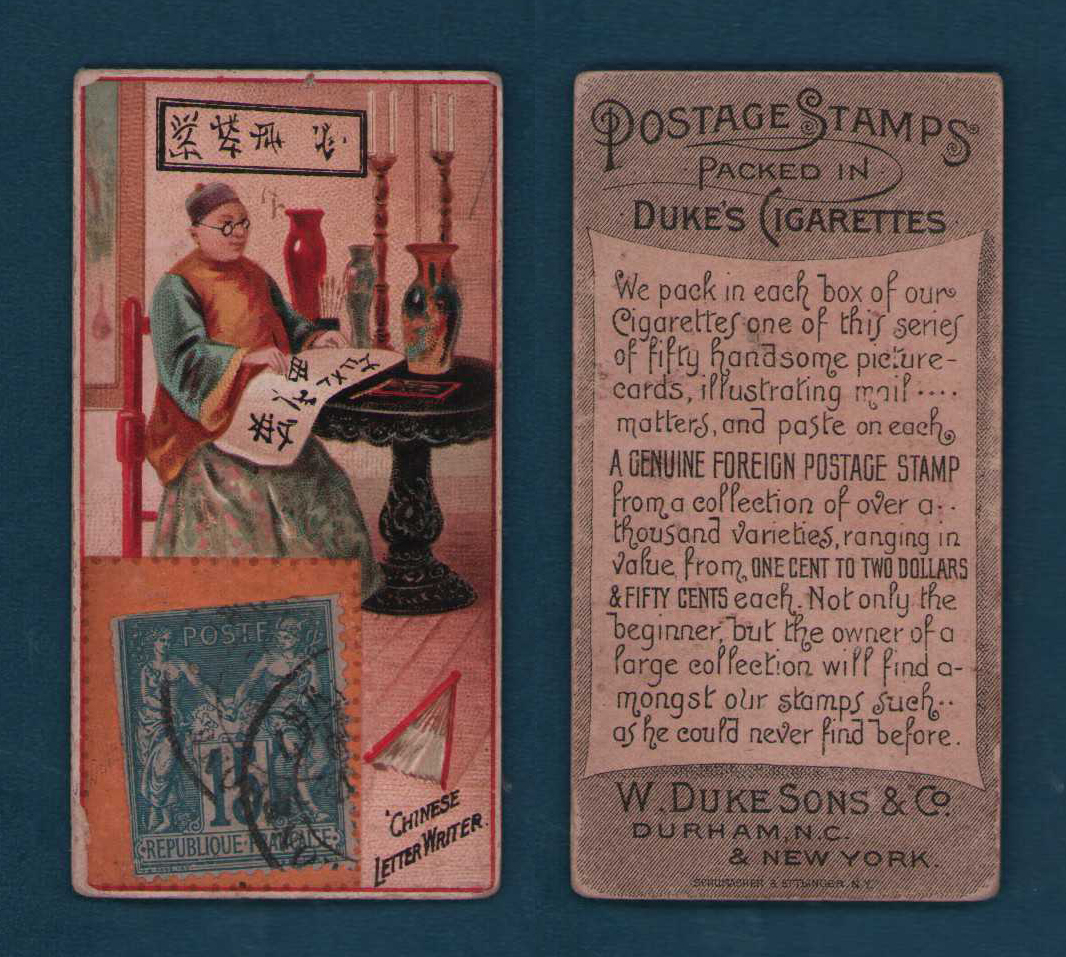 POSTE
15
REPUBLIQUE FRANÇAISE
CHINESE
LETTER WRITER.
POSTAGE STAMPS
PACKED IN
DUKE'S CIGARETTES
We pack in each box of our
Cigarettes one of this series
of fifty handsome picture-
cards, illustrating mail ....
matters, and paste on each,
A GENUINE FOREIGN POSTAGE STAMP
from a collection of over a..
thousand varieties, ranging in
value from ONE CENT TO TWO DOLLARS
& FIFTY CENTS each. Not only the
beginner, but the owner of a
large collection will find a-
mongst our stamps such..
as he could never find before.
W. DUKE SONS & Co.
DURHAM, N.C.
& NEW YORK.
SCHUMACHER & ETTLINGER. N.Y.